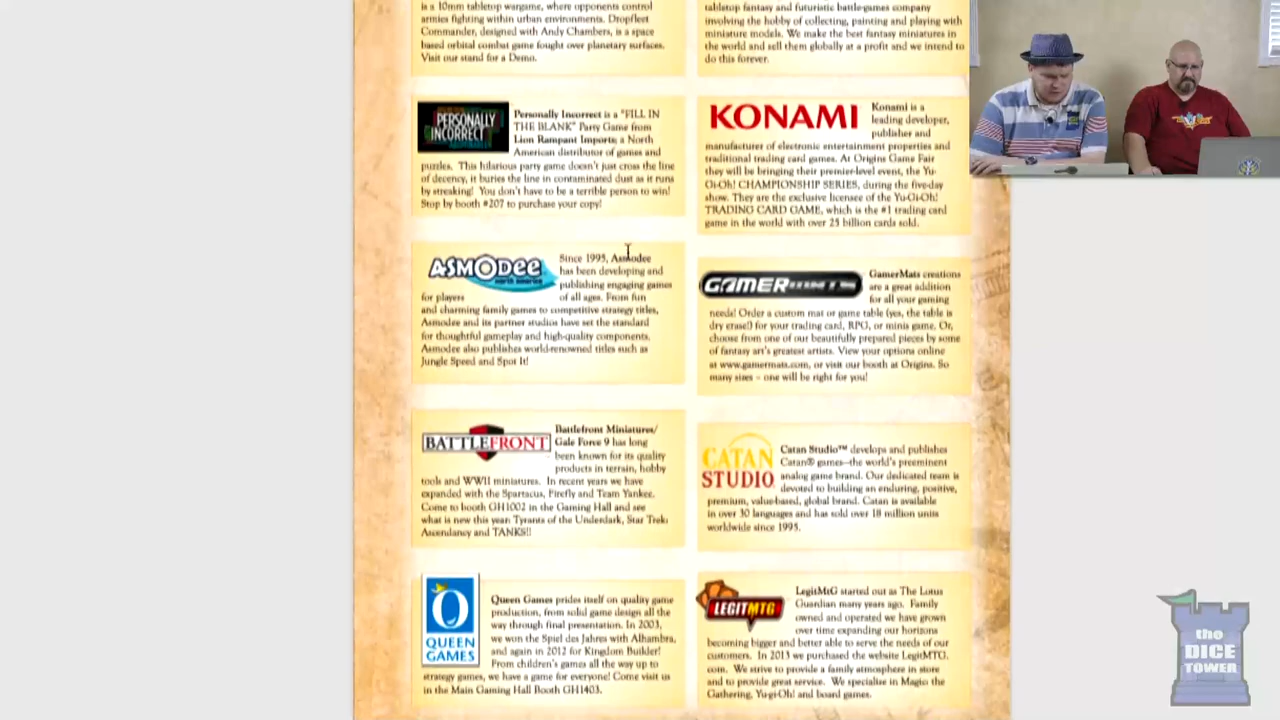 is a 10mm tabletop wargame, where opponents control
armies fighting within urban environments. Dropfleet
Commander, designed with Andy Chambers, is a space
based orbital combat game fought over planetary surfaces.
Visit our stand for a Demo.
tabletop fantasy and futuristic battle-games company
involving the hobby of collecting, painting and playing with
miniature models. We make the best fantasy miniatures in
the world and sell them globally at a profit and we intend to
do this forever.
PERSONALLY
INCORRECT
Personally Incorrect is a "FILL IN
THE BLANK" Party Game from
Lion Rampant Imports; a North
American distributor of games and
puzzles. This hilarious party game doesn't just cross the line
of decency, it buries the line in contaminated dust as it runs
by streaking! You don't have to be a terrible person to win!
Stop by booth #207 to purchase your copy!
KONAMI
Konami is a
leading developer,
publisher and
manufacturer of electronic entertainment properties and
traditional trading card games. At Origins Game Fair
they will be bringing their premier-level event, the Yu-
Gi-Oh! CHAMPIONSHIP SERIES, during the five-day
show. They are the exclusive licensee of the Yu-Gi-Oh!
TRADING CARD GAME, which is the #1 trading card
game in the world with over 25 billion cards sold.
ASMODEE
north america
Since 1995, Asmodee
has been developing and
publishing engaging games
for players of all ages. From fun
and charming family games to competitive strategy titles,
Asmodee and its partner studios have set the standard
for thoughtful gameplay and high-quality components.
Asmodee also publishes world-renowned titles such as
Jungle Speed and Spot It!
GAMERMATS
GamerMats creations
are a great addition
for all your gaming
needs! Order a custom mat or game table (yes, the table is
dry erase!) for your trading card, RPG, or minis game. Or,
choose from one of our beautifully prepared pieces by some
of fantasy art's greatest artists. View your options online
at www.gamermats.com, or visit our booth at Origins. So
many sizes – one will be right for you!
BATTLEFRONT
Battlefront Miniatures/
Gale Force 9 has long
been known for its quality
products in terrain, hobby
tools and WWII miniatures. In recent years we have
expanded with the Spartacus, Firefly and Team Yankee.
Come to booth GH1002 in the Gaming Hall and see
what is new this year: Tyrants of the Underdark, Star Trek:
Ascendancy and TANKS!!
CATAN
STUDIO
Catan Studio™ develops and publishes
Catan® games—the world's preeminent
analog game brand. Our dedicated team is
devoted to building an enduring, positive,
premium, value-based, global brand. Catan is available
in over 30 languages and has sold over 18 million units
worldwide since 1995.
QUEEN
GAMES
Queen Games prides itself on quality game
production, from solid game design all the
way through final presentation. In 2003,
we won the Spiel des Jahres with Alhambra,
and again in 2012 for Kingdom Builder!
From children's games all the way up to
strategy games, we have a game for everyone! Come visit us
in the Main Gaming Hall Booth GH1403.
LEGITMTG
LegitMtG started out as The Lotus
Guardian many years ago. Family
owned and operated we have grown
over time expanding our horizons
becoming bigger and better able to serve the needs of our
customers. In 2013 we purchased the website LegitMTG.
com. We strive to provide a family atmosphere in store
and to provide great service. We specialize in Magic: the
Gathering, Yu-gi-Oh! and board games.
the
DICE
TOWER